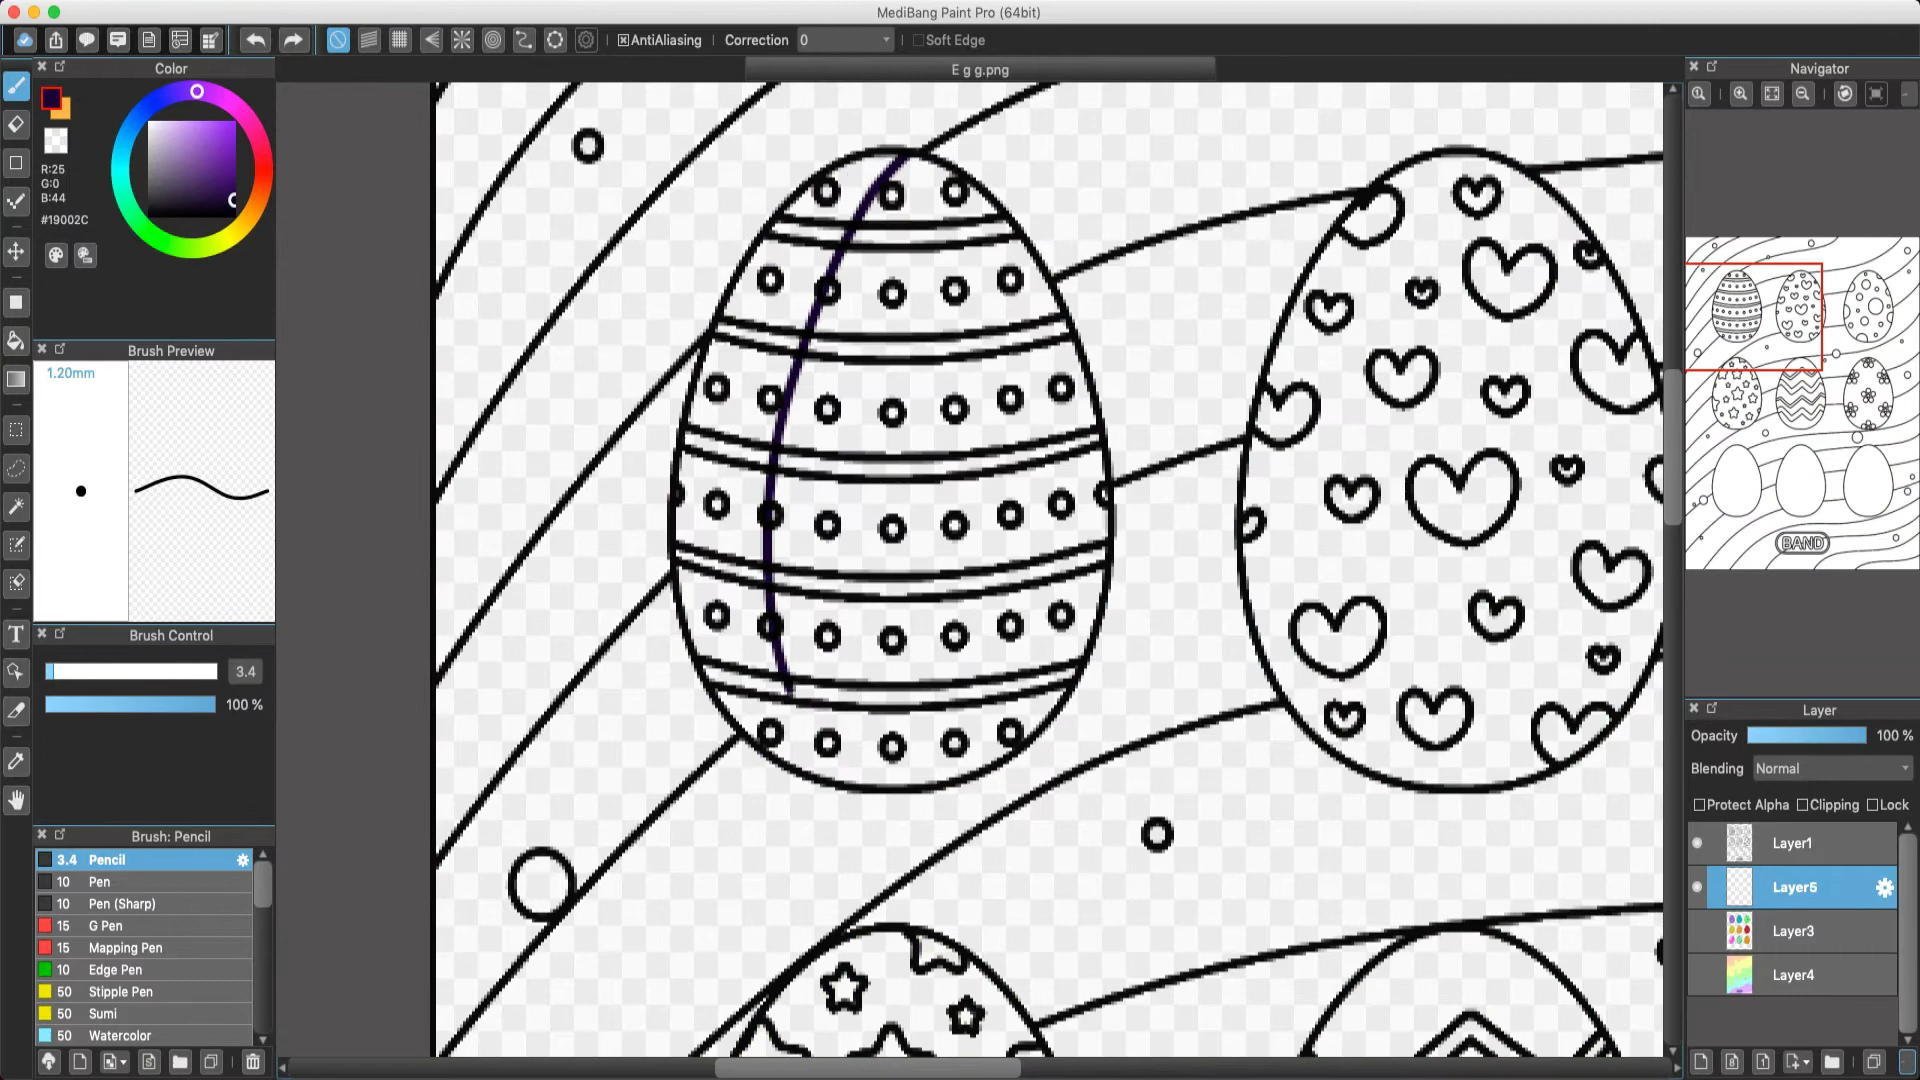 MediBang Paint Pro (64bit)
AntiAliasing
Correction 0
Soft Edge
E g g.png
Color
R:25
G:0
B:44
#19002C
Brush Preview
1.20mm
Brush Control
3.4
100 %
Brush: Pencil
3.4 Pencil
10 Pen
10 Pen (Sharp)
15 G Pen
15 Mapping Pen
10 Edge Pen
50 Stipple Pen
50 Sumi
50 Watercolor
T
Navigator
BAND
Layer
Opacity 100 %
Blending Normal
Protect Alpha Clipping Lock
Layer1
Layer5
Layer3
Layer4